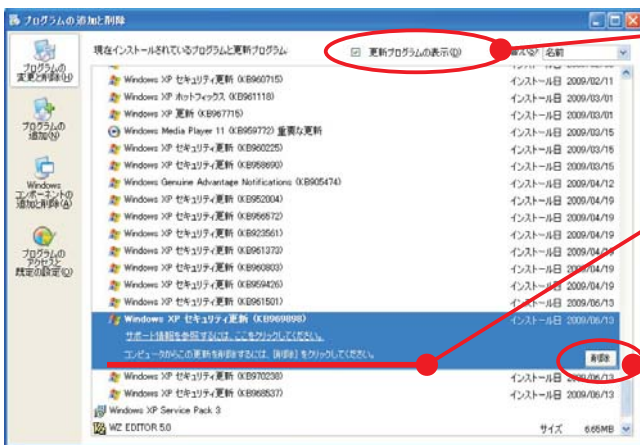 プログラムの追加と削除
現在インストールされているプログラムと更新プログラム:
更新プログラムの表示(D)
名前
プログラムの
変更と削除(H)
プログラムの
追加(N)
Windows
コンポーネントの
追加と削除(A)
プログラムの
アクセスと
既定の設定(O)
Windows XP セキュリティ更新 (KB960715) インストール日 2009/02/11
Windows XP ホットフィックス (KB961118) インストール日 2009/03/01
Windows XP 更新 (KB967715) インストール日 2009/03/01
Windows Media Player 11 (KB959772) 重要な更新 インストール日 2009/03/15
Windows XP セキュリティ更新 (KB960225) インストール日 2009/03/15
Windows XP セキュリティ更新 (KB958690) インストール日 2009/03/15
Windows Genuine Advantage Notifications (KB905474) インストール日 2009/04/12
Windows XP セキュリティ更新 (KB952004) インストール日 2009/04/19
Windows XP セキュリティ更新 (KB956572) インストール日 2009/04/19
Windows XP セキュリティ更新 (KB923561) インストール日 2009/04/19
Windows XP セキュリティ更新 (KB961373) インストール日 2009/04/19
Windows XP セキュリティ更新 (KB960803) インストール日 2009/04/19
Windows XP セキュリティ更新 (KB959426) インストール日 2009/04/19
Windows XP セキュリティ更新 (KB961501) インストール日 2009/06/13
Windows XP セキュリティ更新 (KB969898) インストール日 2009/06/13
サポート情報を参照するには、ここをクリックしてください。
コンピュータからこの更新を削除するには、[削除] をクリックしてください。
削除
Windows XP セキュリティ更新 (KB970238) インストール日 2009/06/13
Windows XP セキュリティ更新 (KB968537) インストール日 2009/06/13
Windows XP Service Pack 3
WZ EDITOR 5.0 サイズ 6.65MB